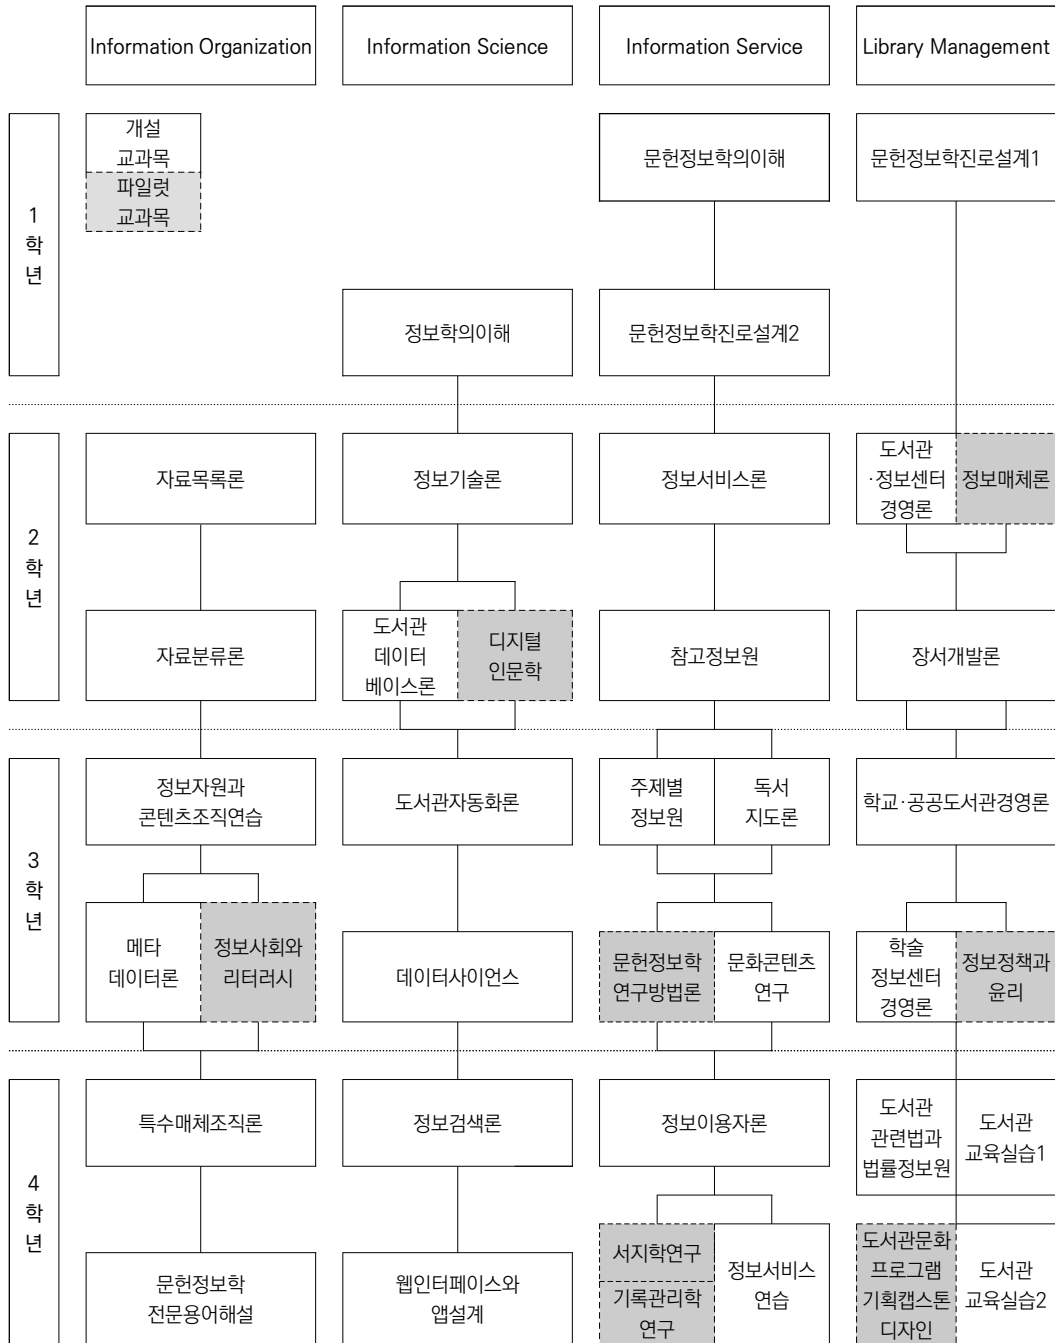 Information Organization
Information Science
Information Service
Library Management
1
학
년
개설
교과목
파일럿
교과목
문헌정보학의이해
문헌정보학진로설계1
정보학의이해
문헌정보학진로설계2
2
학
년
자료목록론
정보기술론
정보서비스론
도서관
·정보센터
경영론
정보매체론
자료분류론
도서관
데이터
베이스론
디지털
인문학
참고정보원
장서개발론
3
학
년
정보자원과
콘텐츠조직연습
도서관자동화론
주제별
정보원
독서
지도론
학교·공공도서관경영론
메타
데이터론
정보사회와
리터러시
데이터사이언스
문헌정보학
연구방법론
문화콘텐츠
연구
학술
정보센터
경영론
정보정책과
윤리
4
학
년
특수매체조직론
정보검색론
정보이용자론
도서관
관련법과
법률정보원
도서관
교육실습1
문헌정보학
전문용어해설
웹인터페이스와
앱설계
서지학연구
기록관리학
연구
정보서비스
연습
도서관문화
프로그램
기획캡스톤
디자인
도서관
교육실습2